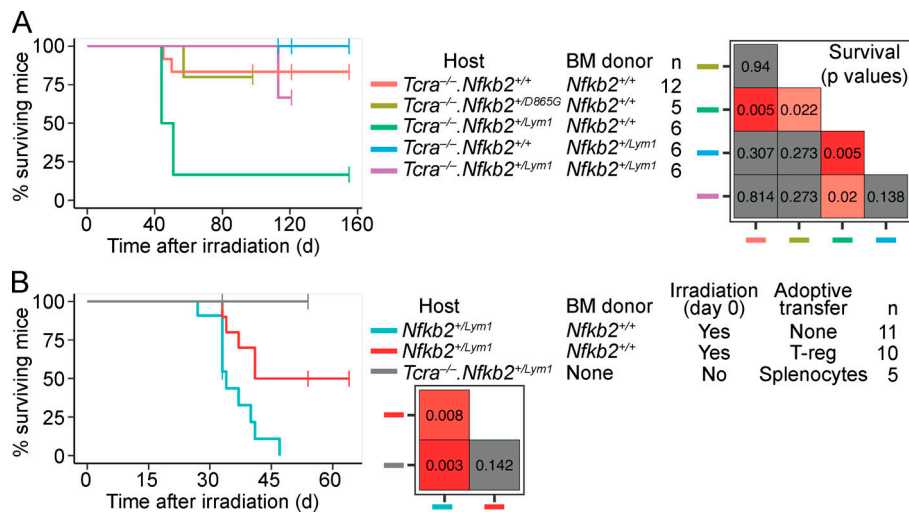 A
% surviving mice
100
75
50
25
0
0 40 80 120 160
Time after irradiation (d)
Host BM donor n
Tcra–/–.Nfkb2+/+ Nfkb2+/+ 12
Tcra–/–.Nfkb2+/D865G Nfkb2+/+ 5
Tcra–/–.Nfkb2+/Lym1 Nfkb2+/+ 6
Tcra–/–.Nfkb2+/+ Nfkb2+/Lym1 6
Tcra–/–.Nfkb2+/Lym1 Nfkb2+/Lym1 6
Survival
(p values)
0.94
0.005 0.022
0.307 0.273 0.005
0.814 0.273 0.02 0.138
B
% surviving mice
100
75
50
25
0
0 15 30 45 60
Time after irradiation (d)
Host BM donor Irradiation (day 0) Adoptive transfer n
Nfkb2+/Lym1 Nfkb2+/+ Yes None 11
Nfkb2+/Lym1 Nfkb2+/+ Yes T-reg 10
Tcra–/–.Nfkb2+/Lym1 None No Splenocytes 5
0.008
0.003 0.142